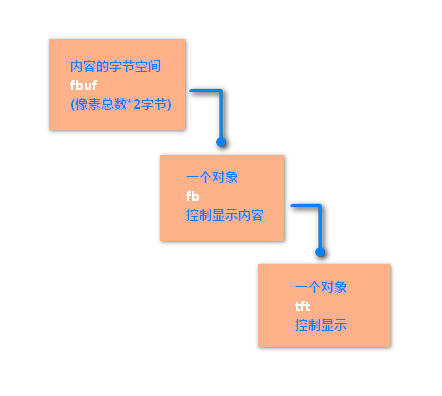 内容的字节空间
fbuf
(像素总数*2字节)
一个对象
fb
控制显示内容
一个对象
tft
控制显示